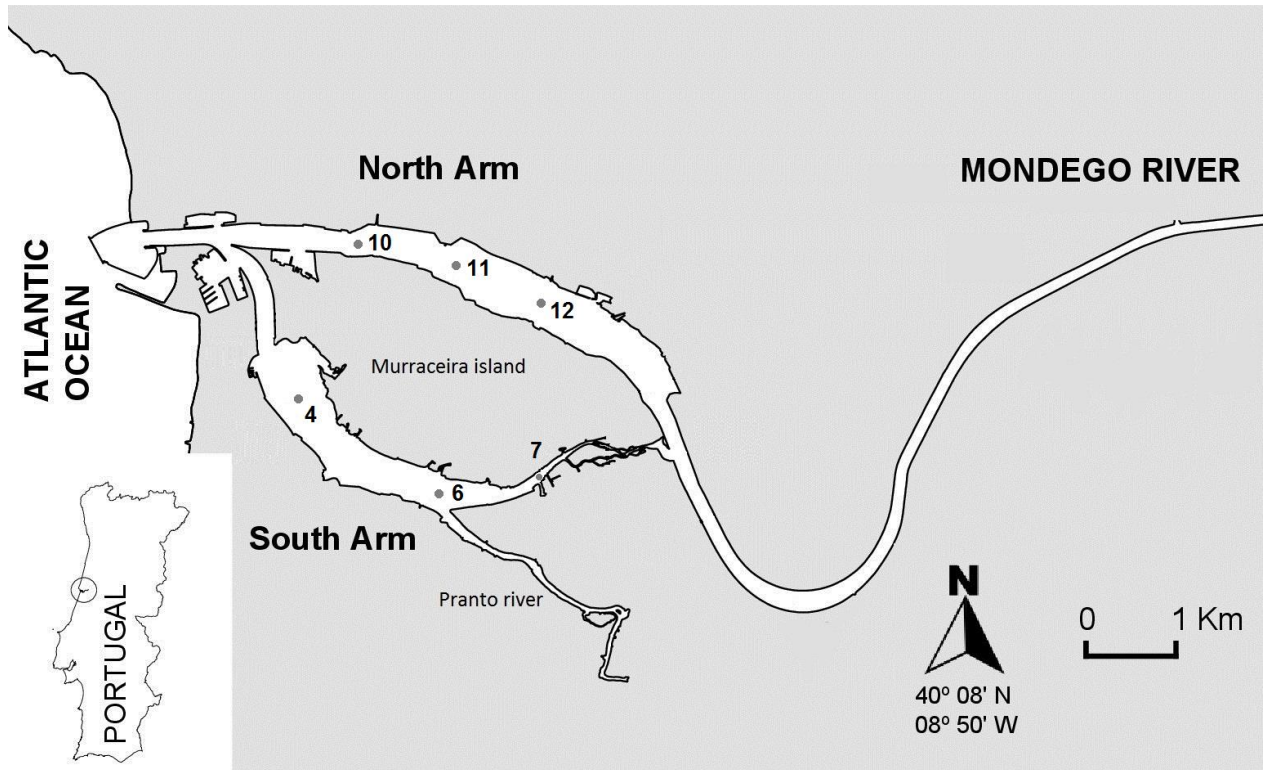 North Arm
MONDEGO RIVER
ATLANTIC
OCEAN
10
11
12
Murraceira island
4
7
6
South Arm
Pranto river
N
0 1 Km
40º 08' N
08º 50' W
PORTUGAL